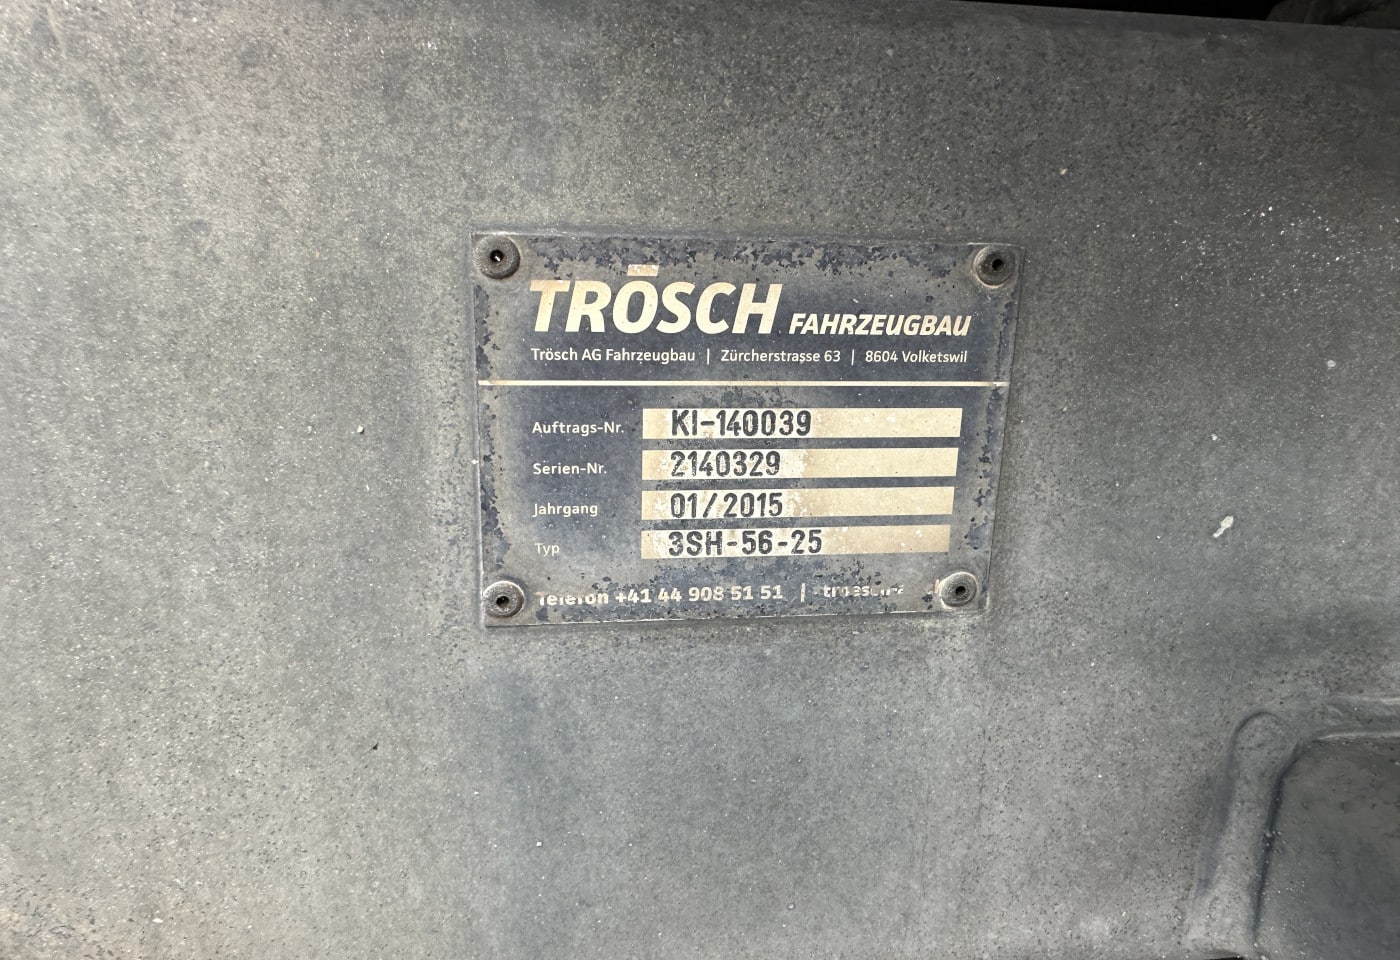 TRÖSCH FAHRZEUGBAU
Trösch AG Fahrzeugbau | Zürcherstrasse 63 | 8604 Volketswil
Auftrags-Nr. KI-140039
Serien-Nr. 2140329
Jahrgang 01/2015
Typ 3SH-56-25
Telefon +41 44 908 51 51 |